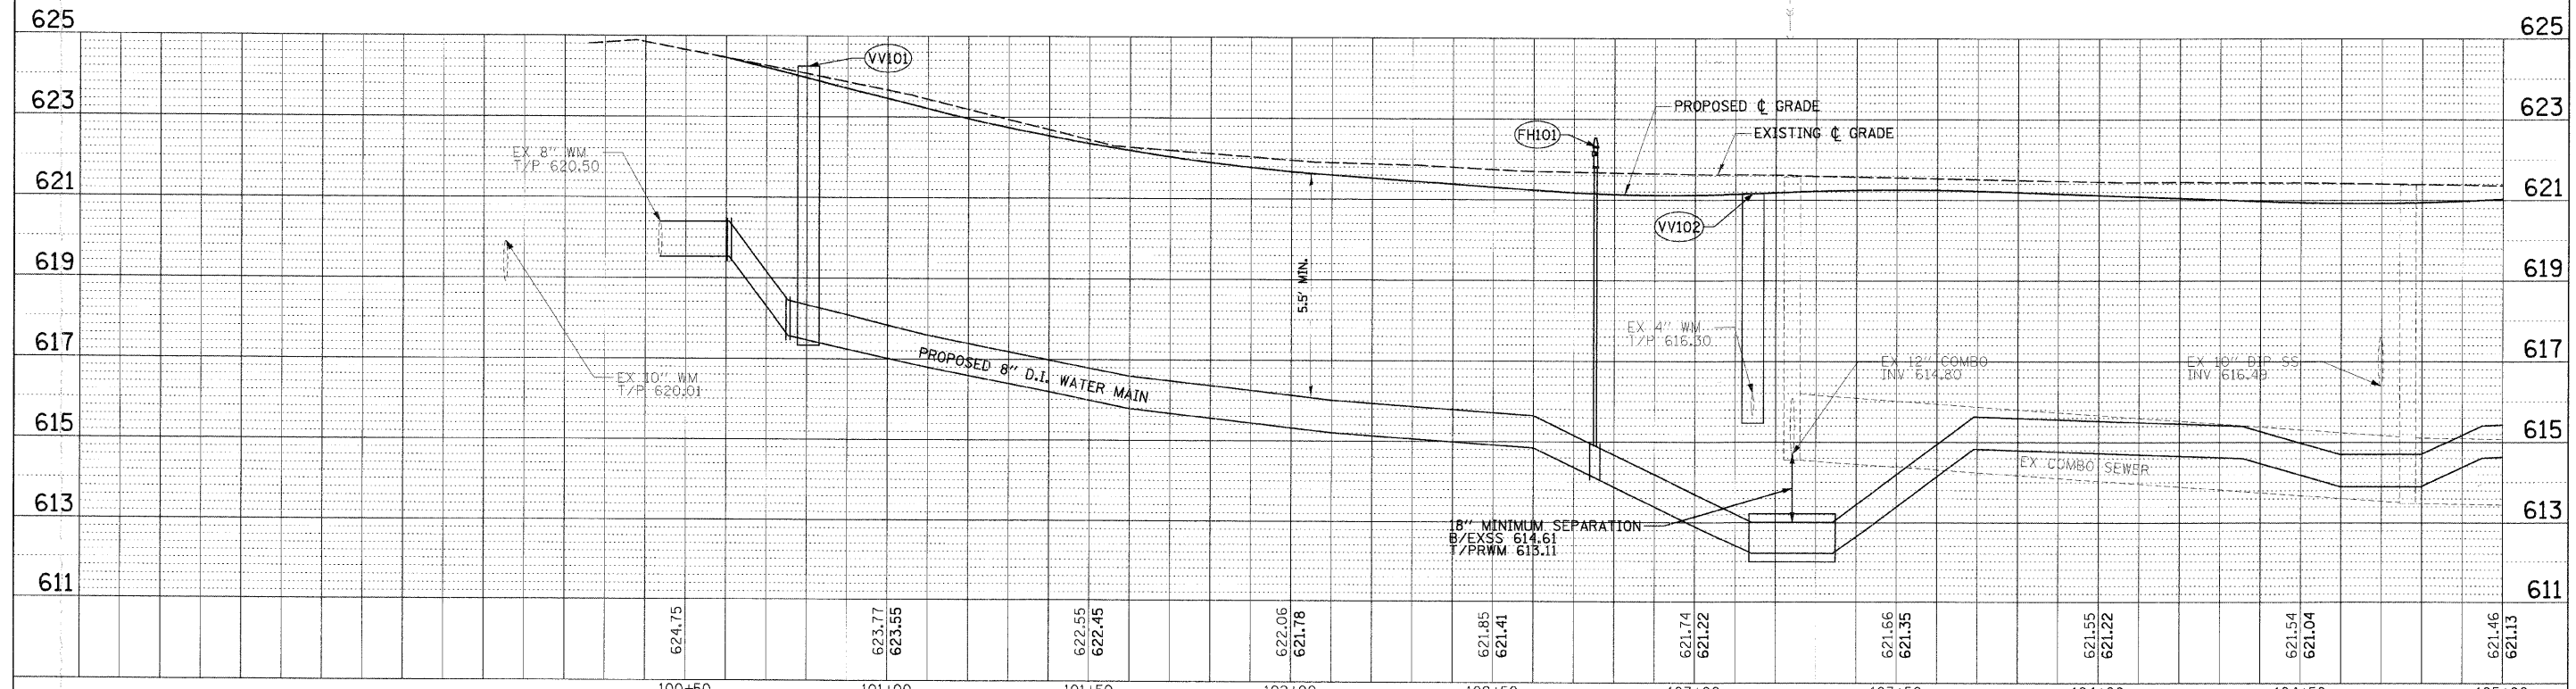 625
625
VV101
623
PROPOSED ℄ GRADE
623
FH101
EXISTING ℄ GRADE
EX 8" WM
T/P 620.50
621
621
VV102
619
5.5' MIN.
619
617
EX 4" WM
T/P 616.30
617
PROPOSED 8" D.I. WATER MAIN
EX 12" COMBO
INV 614.80
EX 10" DIP SS
INV 616.49
EX 10" WM
T/P 620.01
615
615
EX COMBO SEWER
613
18" MINIMUM SEPARATION
B/EXSS 614.61
T/PRWM 613.11
613
611
611
624.75
623.77
623.55
622.55
622.45
622.06
621.78
621.85
621.41
621.74
621.22
621.66
621.35
621.55
621.22
621.54
621.04
621.46
621.13